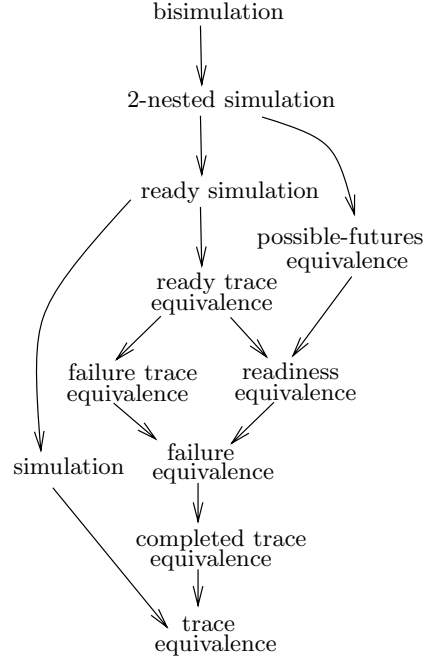 bisimulation
2-nested simulation
ready simulation
possible-futures
equivalence
ready trace
equivalence
failure trace
equivalence
readiness
equivalence
simulation
failure
equivalence
completed trace
equivalence
trace
equivalence